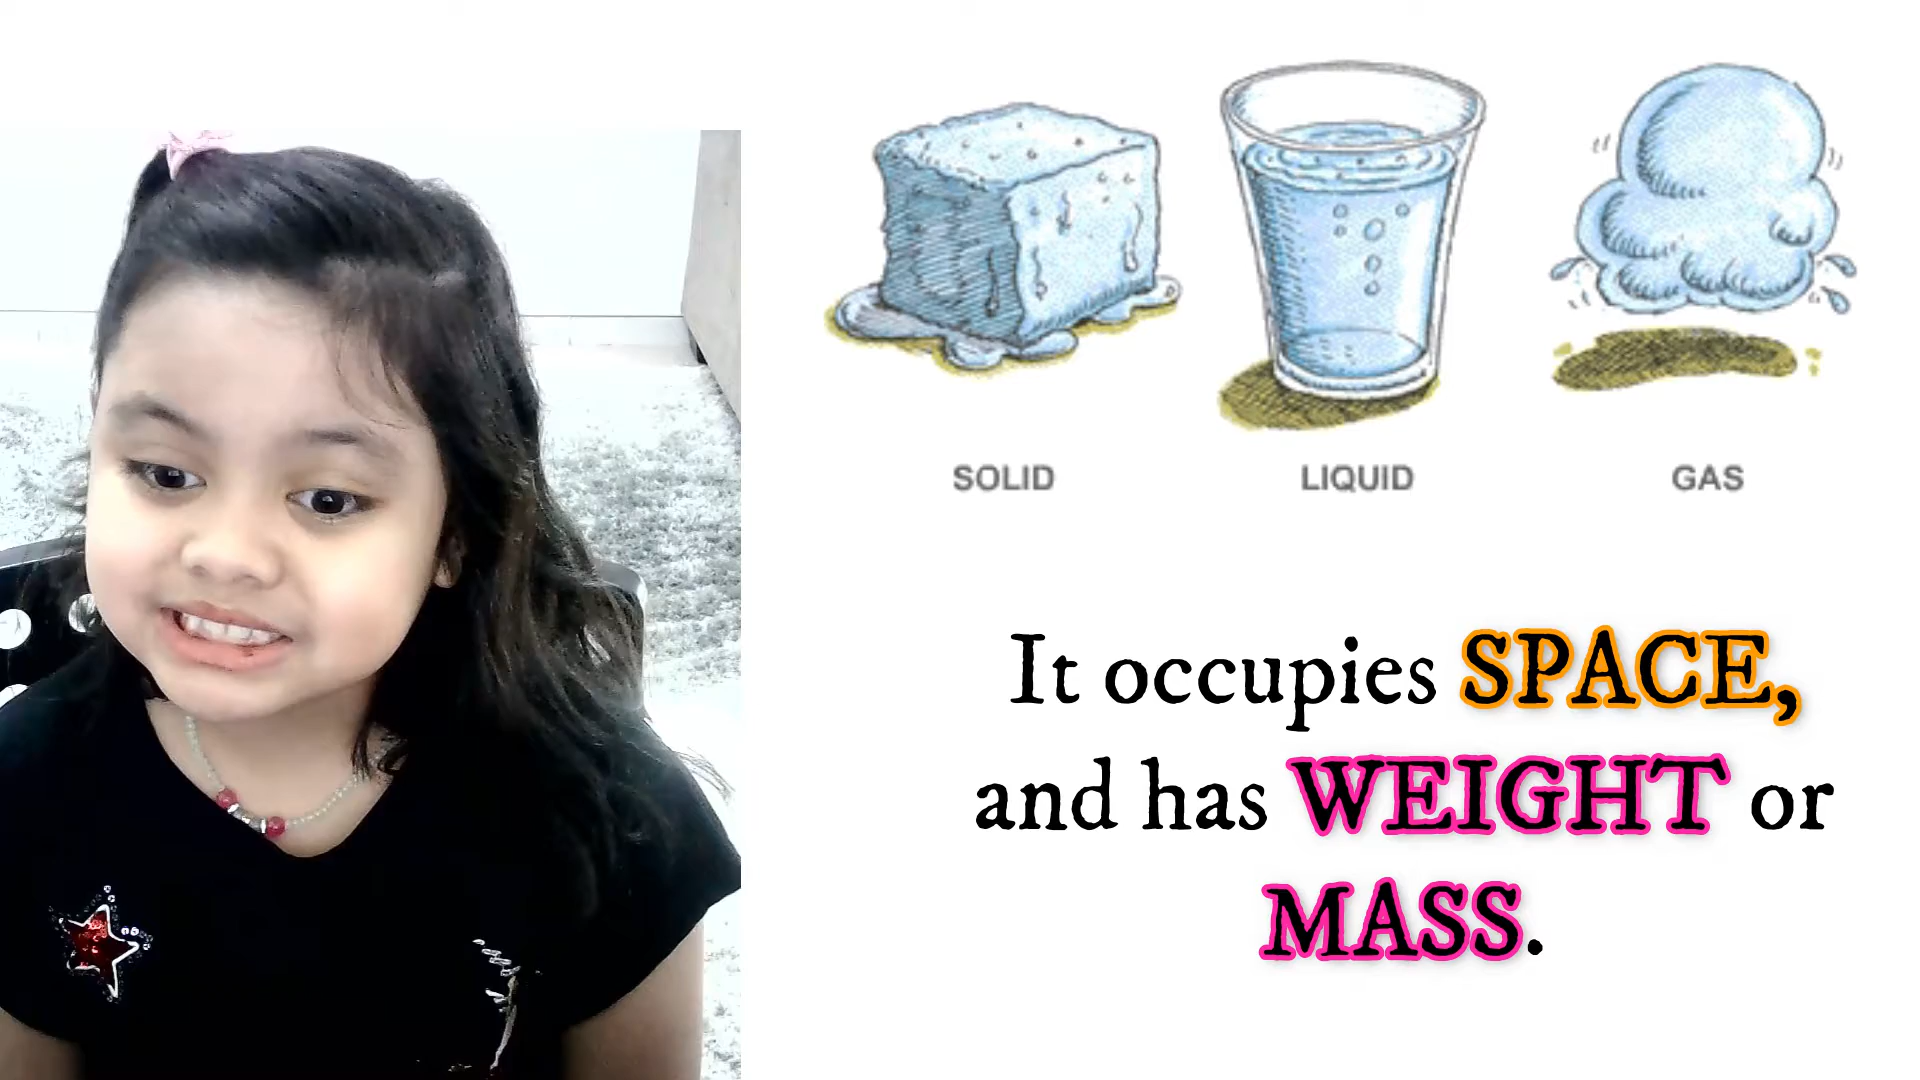 SOLID LIQUID GAS
It occupies SPACE,
and has WEIGHT or
MASS.